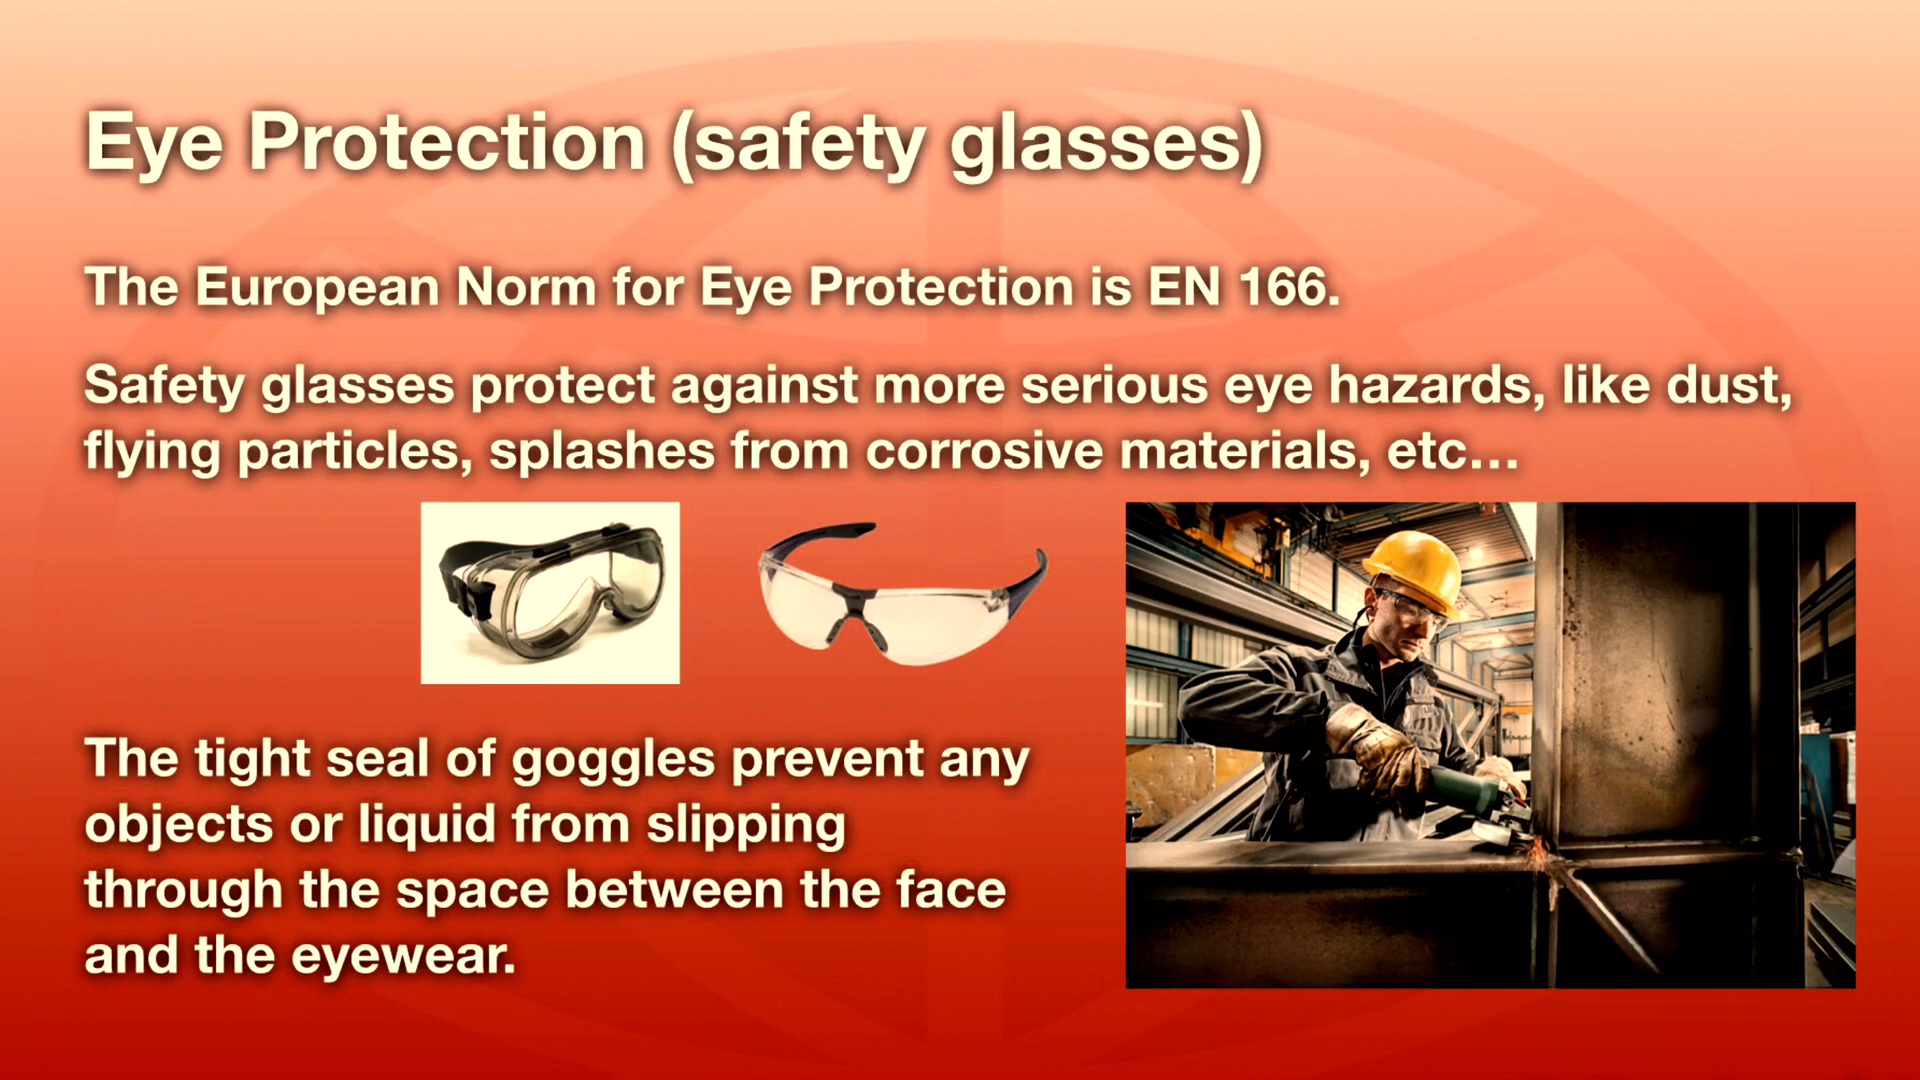 Eye Protection (safety glasses)
The European Norm for Eye Protection is EN 166.
Safety glasses protect against more serious eye hazards, like dust,
flying particles, splashes from corrosive materials, etc...
The tight seal of goggles prevent any
objects or liquid from slipping
through the space between the face
and the eyewear.